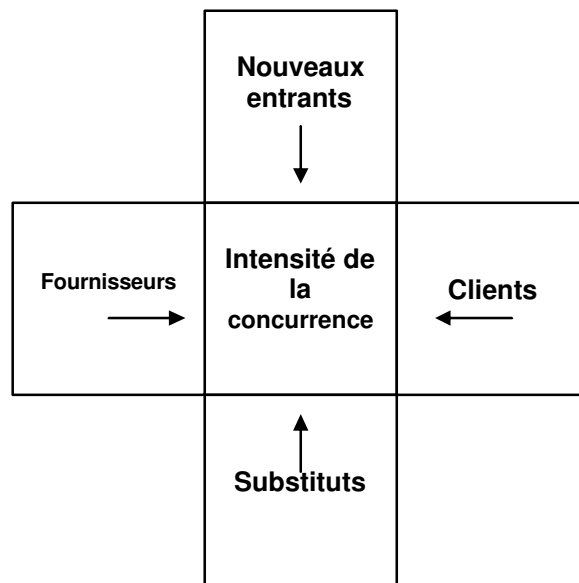 Nouveaux
entrants
Fournisseurs
Intensité de
la
concurrence
Clients
Substituts